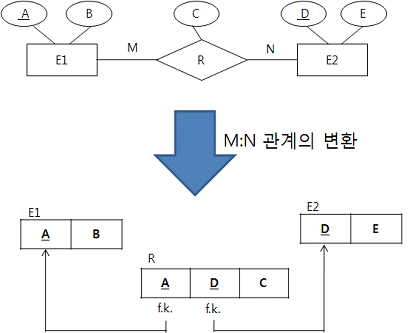 A B C D E
M N
E1 R E2
M:N 관계의 변환
E1 E2
A B D E
R
A D C
f.k. f.k.